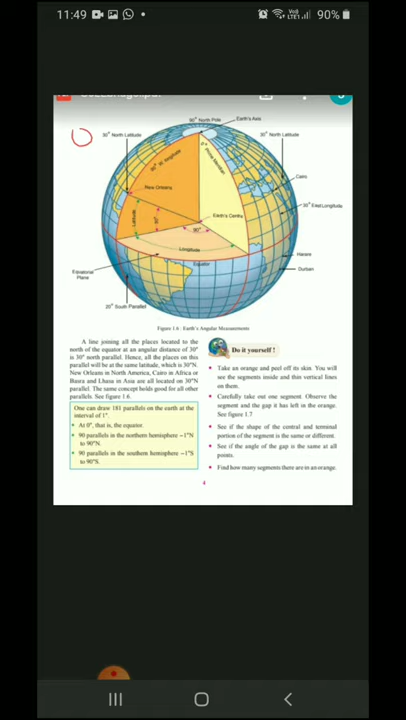 11:49
90%
90° North Pole
Earth's Axis
30° North Latitude
30° North Latitude
90° W. longitude
0° Prime Meridian
Cairo
New Orleans
30° East Longitude
Latitude
30°
Earth's Centre
90°
Longitude
Equator
Harare
Durban
Equatorial
Plane
20° South Parallel
Figure 1.6 : Earth's Angular Measurements
A line joining all the places located to
the north of the equator at an angular distance of 30°
is 30° north parallel. Hence, all the places on this
parallel will be at the same latitude, which is 30°N.
New Orleans in North America, Cairo in Africa or
Basra and Lhasa in Asia are all located on 30°N
parallel. The same concept holds good for all other
parallels. See figure 1.6.
One can draw 181 parallels on the earth at the
interval of 1°.
• At 0°, that is, the equator.
• 90 parallels in the northern hemisphere –1°N
to 90°N.
• 90 parallels in the southern hemisphere –1°S
to 90°S.
Do it yourself !
• Take an orange and peel off its skin. You will
see the segments inside and thin vertical lines
on them.
• Carefully take out one segment. Observe the
segment and the gap it has left in the orange.
See figure 1.7
• See if the shape of the central and terminal
portion of the segment is the same or different.
• See if the angle of the gap is the same at all
points.
• Find how many segments there are in an orange.
4